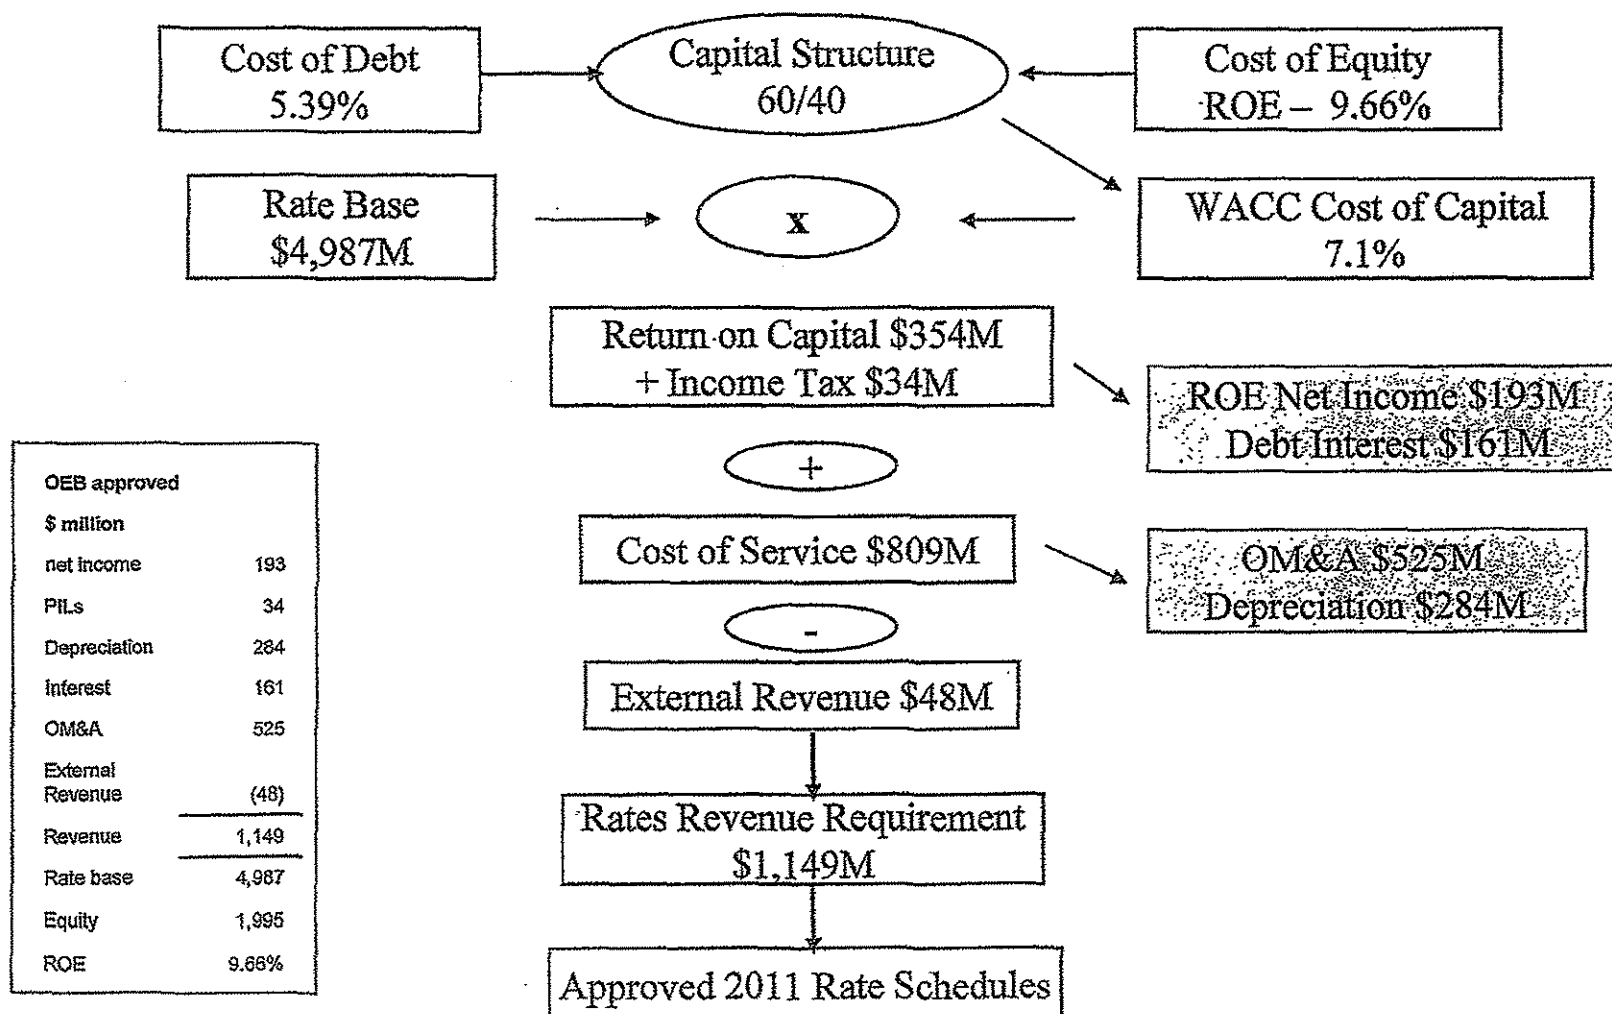 Cost of Debt
5.39%
Capital Structure
60/40
Cost of Equity
ROE – 9.66%
Rate Base
$4,987M
x
WACC Cost of Capital
7.1%
Return on Capital $354M
+ Income Tax $34M
ROE Net Income $193M
Debt Interest $161M
+
Cost of Service $809M
OM&A $525M
Depreciation $284M
-
External Revenue $48M
Rates Revenue Requirement
$1,149M
Approved 2011 Rate Schedules
OEB approved
$ million
net income 193
PILs 34
Depreciation 284
Interest 161
OM&A 525
External
Revenue (48)
Revenue 1,149
Rate base 4,987
Equity 1,995
ROE 9.66%